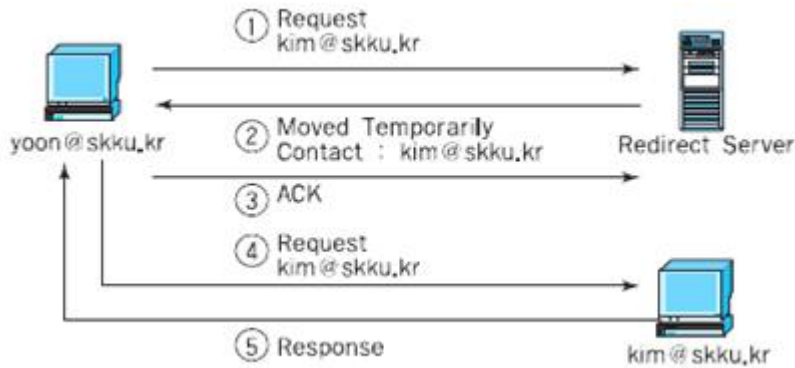 ① Request
kim@skku.kr
yoon@skku.kr
② Moved Temporarily
Contact : kim@skku.kr
Redirect Server
③ ACK
④ Request
kim@skku.kr
⑤ Response
kim@skku.kr